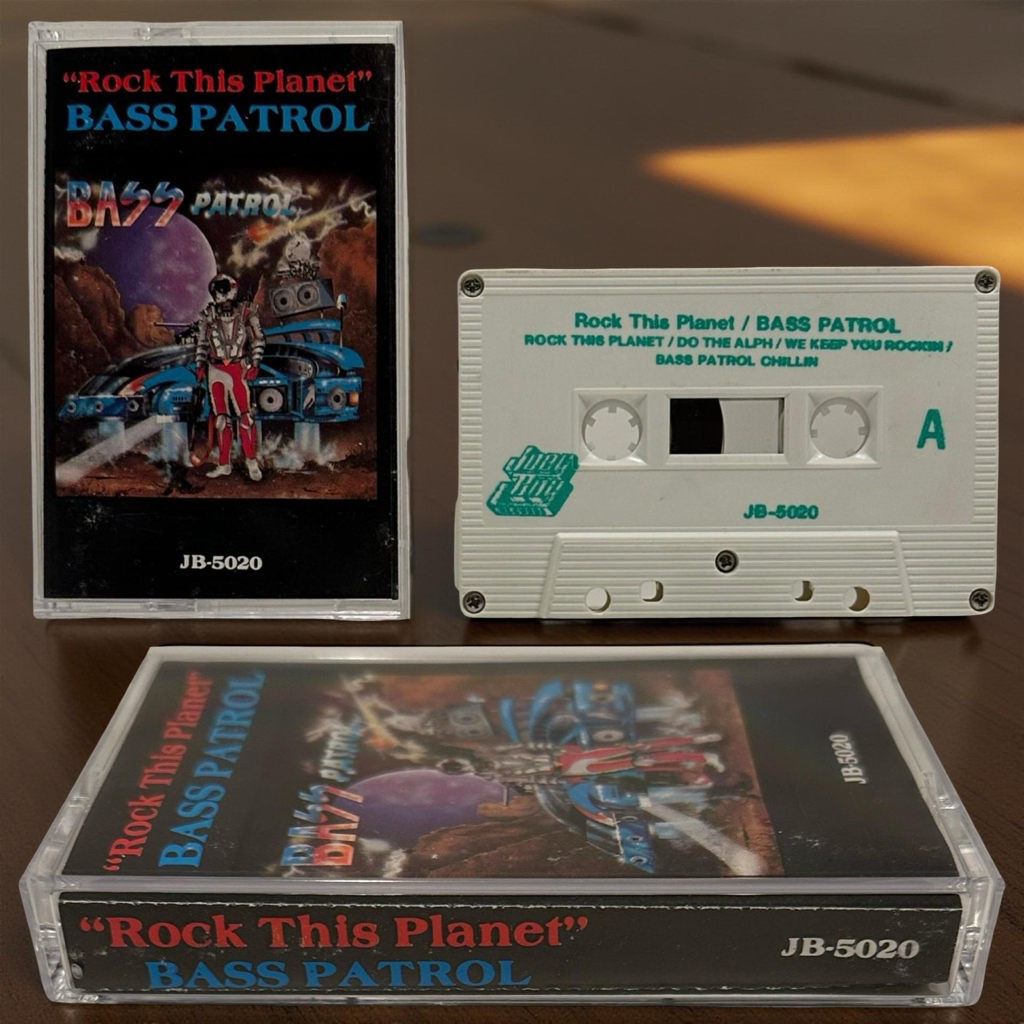 “Rock This Planet”
BASS PATROL
BASS PATROL
JB-5020
Rock This Planet / BASS PATROL
ROCK THIS PLANET / DO THE ALPH / WE KEEP YOU ROCKIN /
BASS PATROL CHILLIN
A
Joey
Boy
JB-5020
“Rock This Planet”
BASS PATROL
BASS PATROL
JB-5020
“Rock This Planet”
BASS PATROL
JB-5020